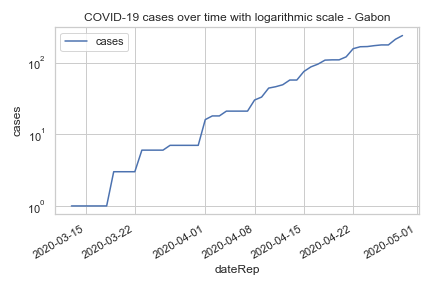 COVID-19 cases over time with logarithmic scale - Gabon
cases
10²
10¹
10⁰
cases
2020-03-15
2020-03-22
2020-04-01
2020-04-08
2020-04-15
2020-04-22
2020-05-01
dateRep